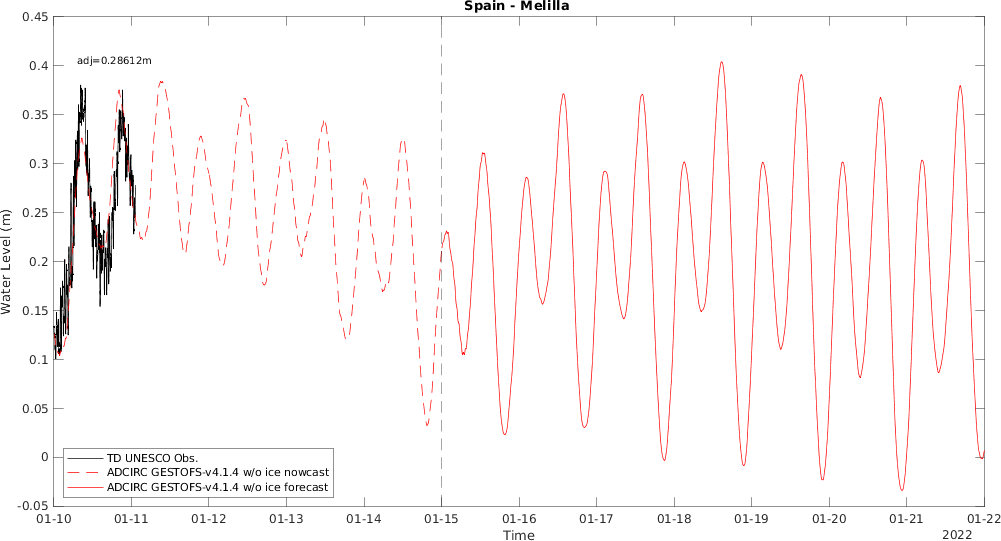 Spain - Melilla
adj=0.28612m
0.45
0.4
0.35
0.3
0.25
0.2
0.15
0.1
0.05
0
-0.05
Water Level (m)
TD UNESCO Obs.
ADCIRC GESTOFS-v4.1.4 w/o ice nowcast
ADCIRC GESTOFS-v4.1.4 w/o ice forecast
01-10 01-11 01-12 01-13 01-14 01-15 01-16 01-17 01-18 01-19 01-20 01-21 01-22
Time
2022